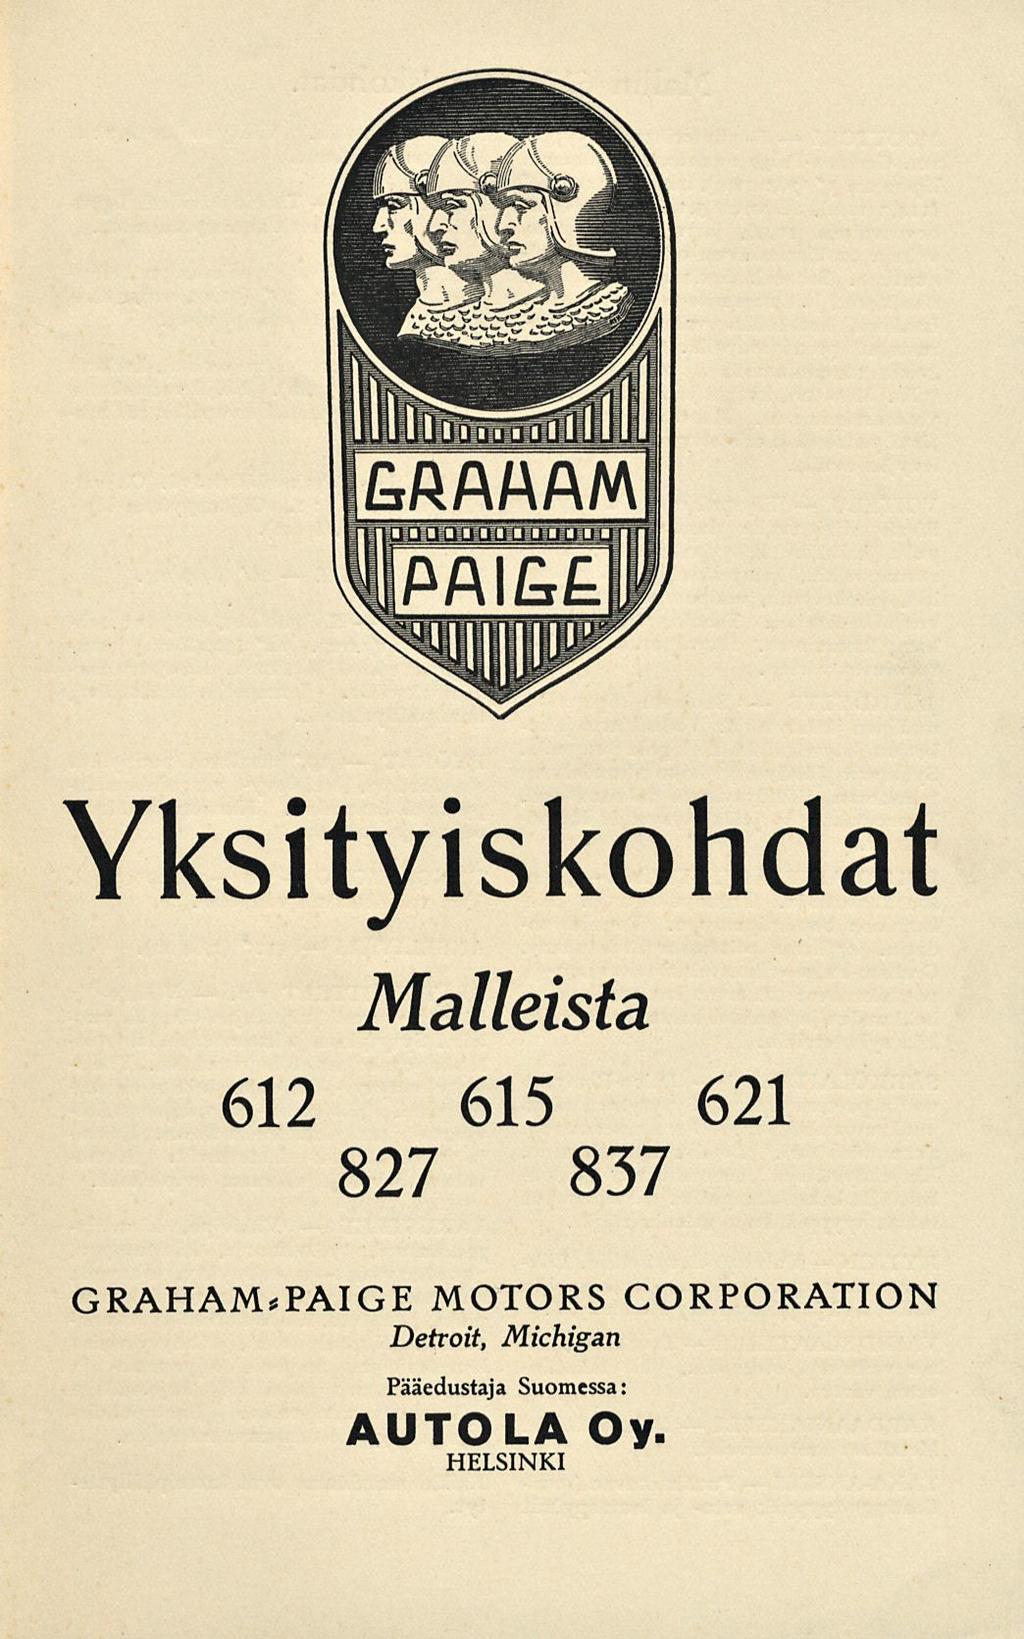 GRAHAM
PAIGE
Yksityiskohdat
Malleista
612 615 621
827 837
GRAHAM-PAIGE MOTORS CORPORATION
Detroit, Michigan
Pääedustaja Suomessa:
AUTOLA Oy.
HELSINKI